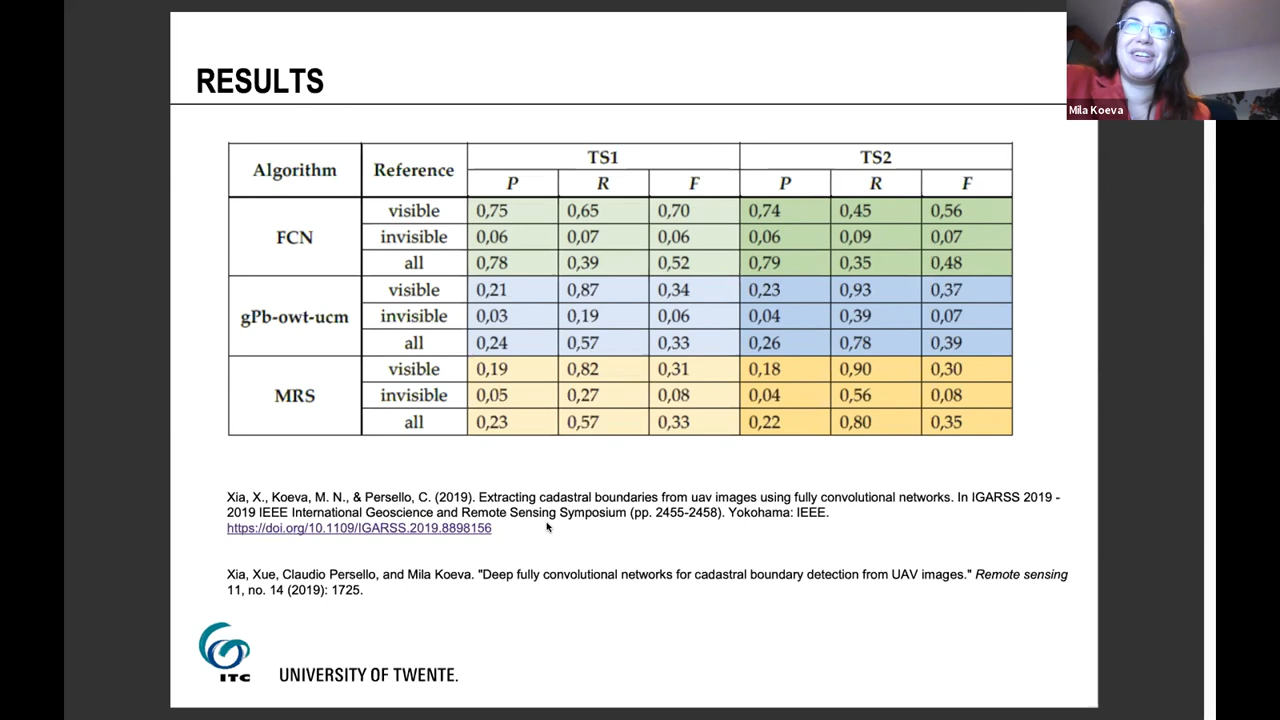 RESULTS
Mila Koeva
Algorithm Reference TS1 TS2
P R F P R F
FCN
visible 0,75 0,65 0,70 0,74 0,45 0,56
invisible 0,06 0,07 0,06 0,06 0,09 0,07
all 0,78 0,39 0,52 0,79 0,35 0,48
gPb-owt-ucm
visible 0,21 0,87 0,34 0,23 0,93 0,37
invisible 0,03 0,19 0,06 0,04 0,39 0,07
all 0,24 0,57 0,33 0,26 0,78 0,39
MRS
visible 0,19 0,82 0,31 0,18 0,90 0,30
invisible 0,05 0,27 0,08 0,04 0,56 0,08
all 0,23 0,57 0,33 0,22 0,80 0,35
Xia, X., Koeva, M. N., & Persello, C. (2019). Extracting cadastral boundaries from uav images using fully convolutional networks. In IGARSS 2019 -
2019 IEEE International Geoscience and Remote Sensing Symposium (pp. 2455-2458). Yokohama: IEEE.
https://doi.org/10.1109/IGARSS.2019.8898156
Xia, Xue, Claudio Persello, and Mila Koeva. "Deep fully convolutional networks for cadastral boundary detection from UAV images." Remote sensing
11, no. 14 (2019): 1725.
ITC
UNIVERSITY OF TWENTE.